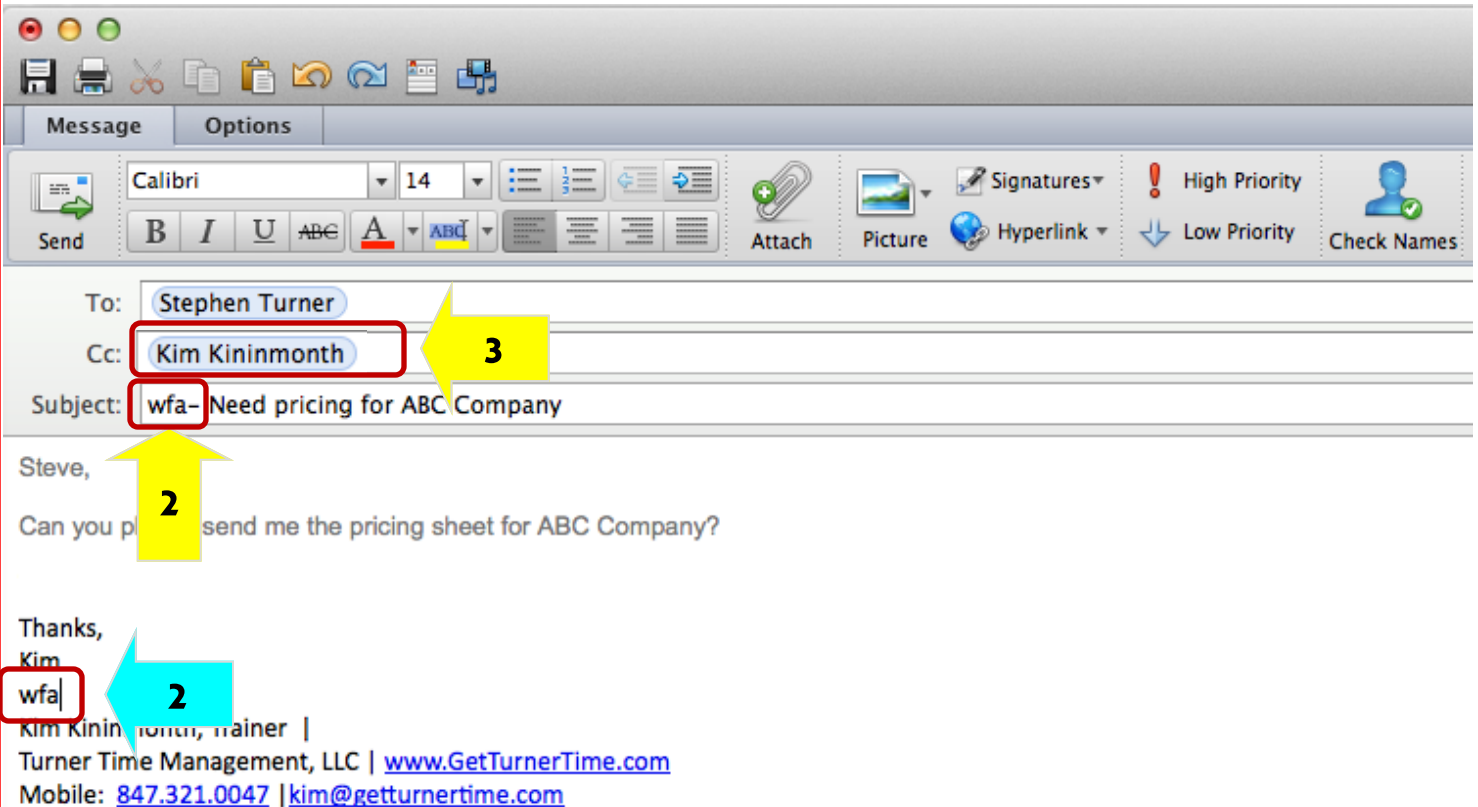 Message Options
Calibri 14 Signatures High Priority
Send B I U ABC A ABC Attach Picture Hyperlink Low Priority Check Names
To: Stephen Turner
Cc: Kim Kininmonth 3
Subject: wfa- Need pricing for ABC Company
Steve,
2
Can you send me the pricing sheet for ABC Company?
Thanks,
Kim
wfa 2
Kim Trainer |
Turner Time Management, LLC | www.GetTurnerTime.com
Mobile: 847.321.0047 |kim@getturnertime.com